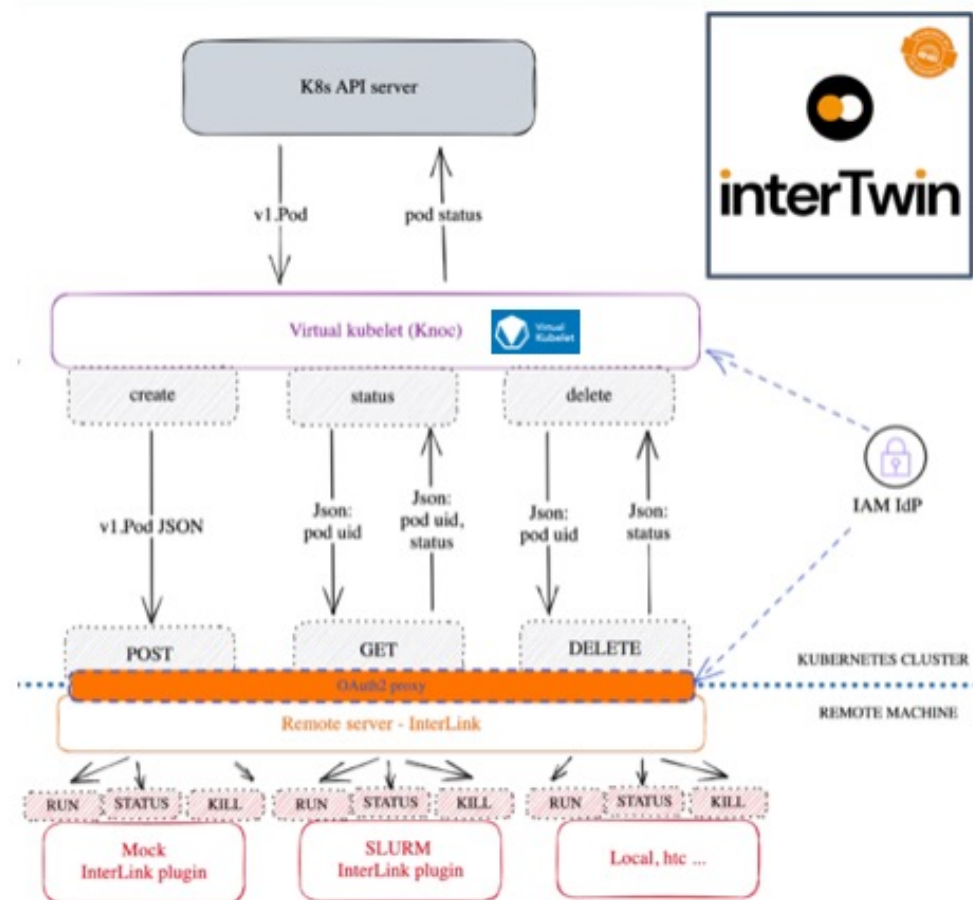 K8s API server
interTwin
v1.Pod
pod status
Virtual kubelet (Knoc)
Virtual
Kubelet
create
status
delete
v1.Pod JSON
Json:
pod uid
Json:
pod uid,
status
Json:
pod uid
Json:
status
IAM IdP
POST
GET
DELETE
KUBERNETES CLUSTER
OAuth2 proxy
REMOTE MACHINE
Remote server - InterLink
RUN
STATUS
KILL
RUN
STATUS
KILL
RUN
STATUS
KILL
Mock
InterLink plugin
SLURM
InterLink plugin
Local, htc ...